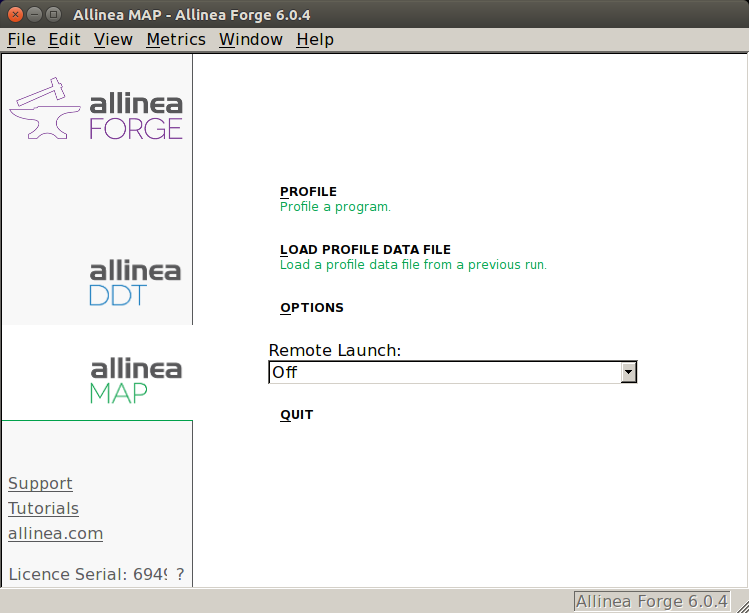 Allinea MAP - Allinea Forge 6.0.4
File Edit View Metrics Window Help
allinea
FORGE
PROFILE
Profile a program.
LOAD PROFILE DATA FILE
Load a profile data file from a previous run.
allinea
DDT
OPTIONS
Remote Launch:
Off
allinea
MAP
QUIT
Support
Tutorials
allinea.com
Licence Serial: 6949 ?
Allinea Forge 6.0.4